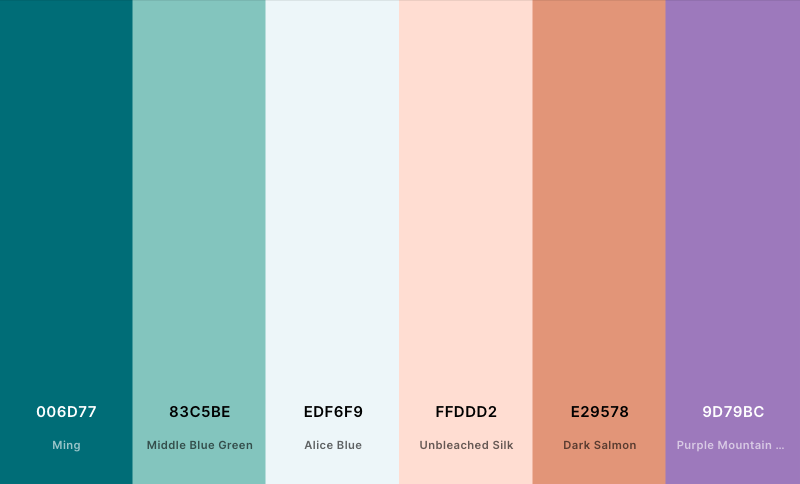 006D77
Ming
83C5BE
Middle Blue Green
EDF6F9
Alice Blue
FFDDD2
Unbleached Silk
E29578
Dark Salmon
9D79BC
Purple Mountain ...